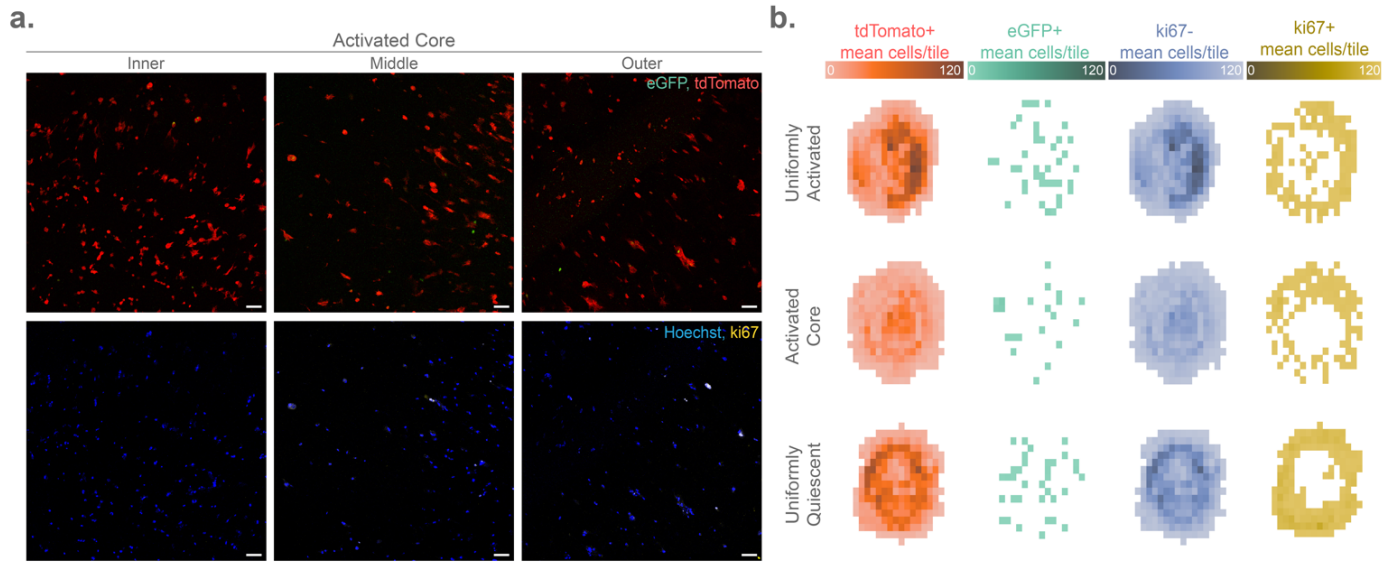 a.
Activated Core
Inner
Middle
Outer
eGFP, tdTomato
Hoechst, ki67
b.
tdTomato+
mean cells/tile
0 120
eGFP+
mean cells/tile
0 120
ki67-
mean cells/tile
0 120
ki67+
mean cells/tile
0 120
Uniformly
Activated
Activated
Core
Uniformly
Quiescent